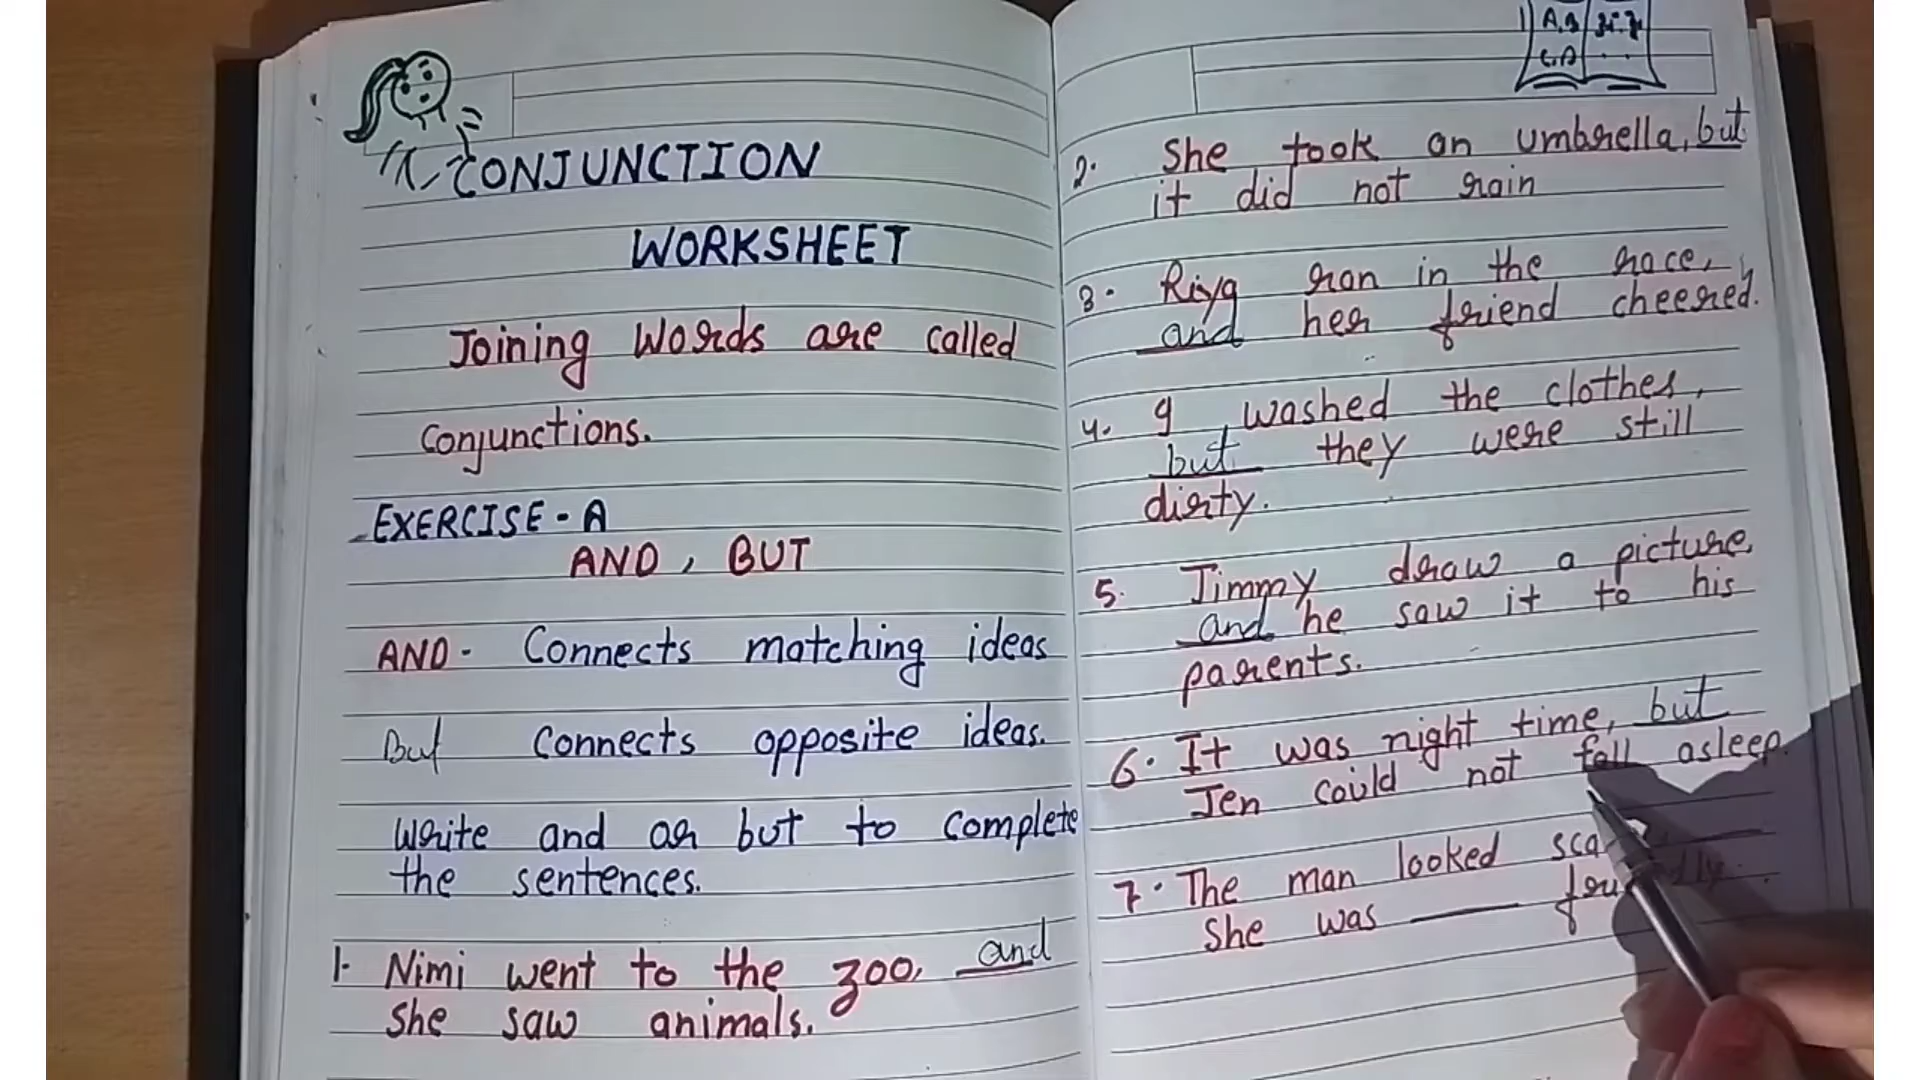 CONJUNCTION
WORKSHEET
Joining Words are called
conjunctions.
EXERCISE - A
AND, BUT
AND - Connects matching ideas
But connects opposite ideas.
Write and or but to complete
the sentences.
1. Nimi went to the zoo, and
she saw animals.
2. She took an umbrella, but
it did not rain
3. Riya ran in the race,
and her friend cheered.
4. I washed the clothes,
but they were still
dirty.
5. Jimmy draw a picture,
and he saw it to his
parents.
6. It was night time, but
Jen could not fall asleep.
7. The man looked
She was ____